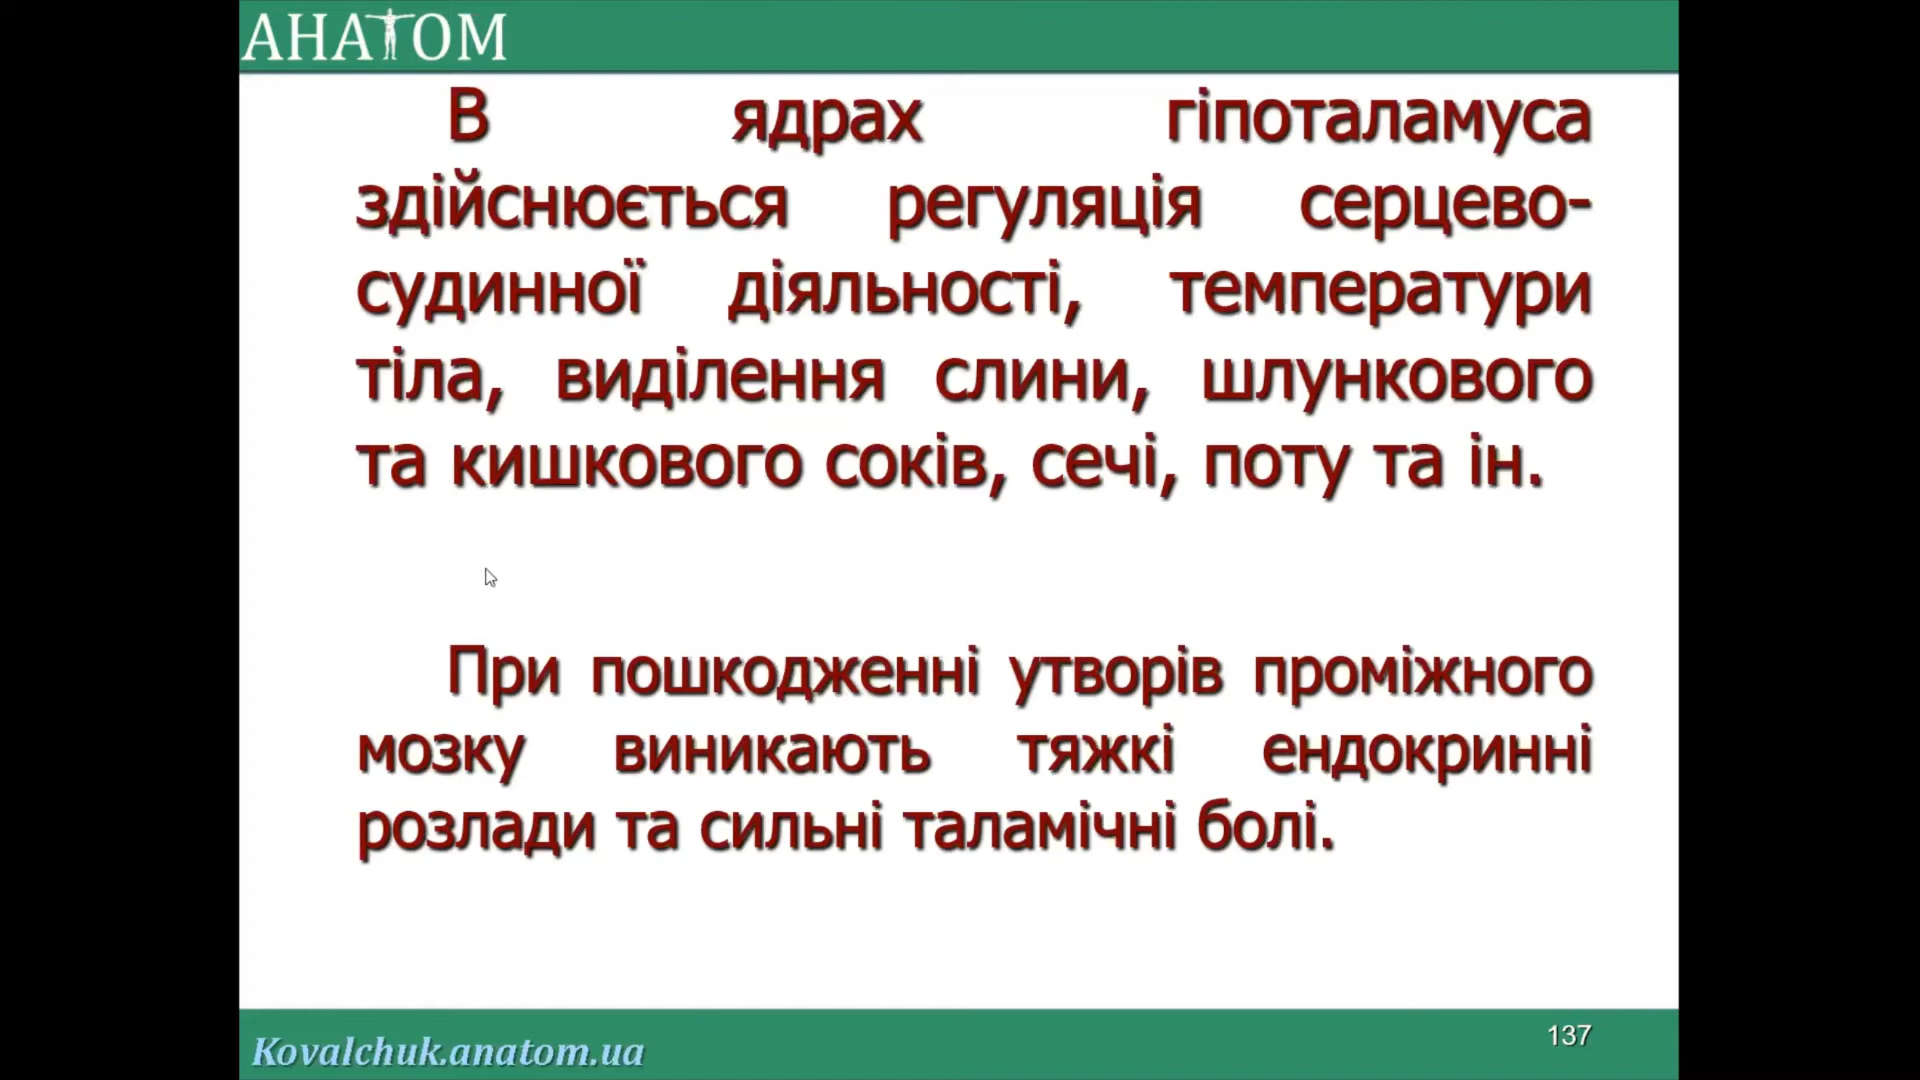 АНАТОМ
В ядрах гіпоталамуса
здійснюється регуляція серцево-
судинної діяльності, температури
тіла, виділення слини, шлункового
та кишкового соків, сечі, поту та ін.
При пошкодженні утворів проміжного
мозку виникають тяжкі ендокринні
розлади та сильні таламічні болі.
Kovalchuk.anatom.ua
137